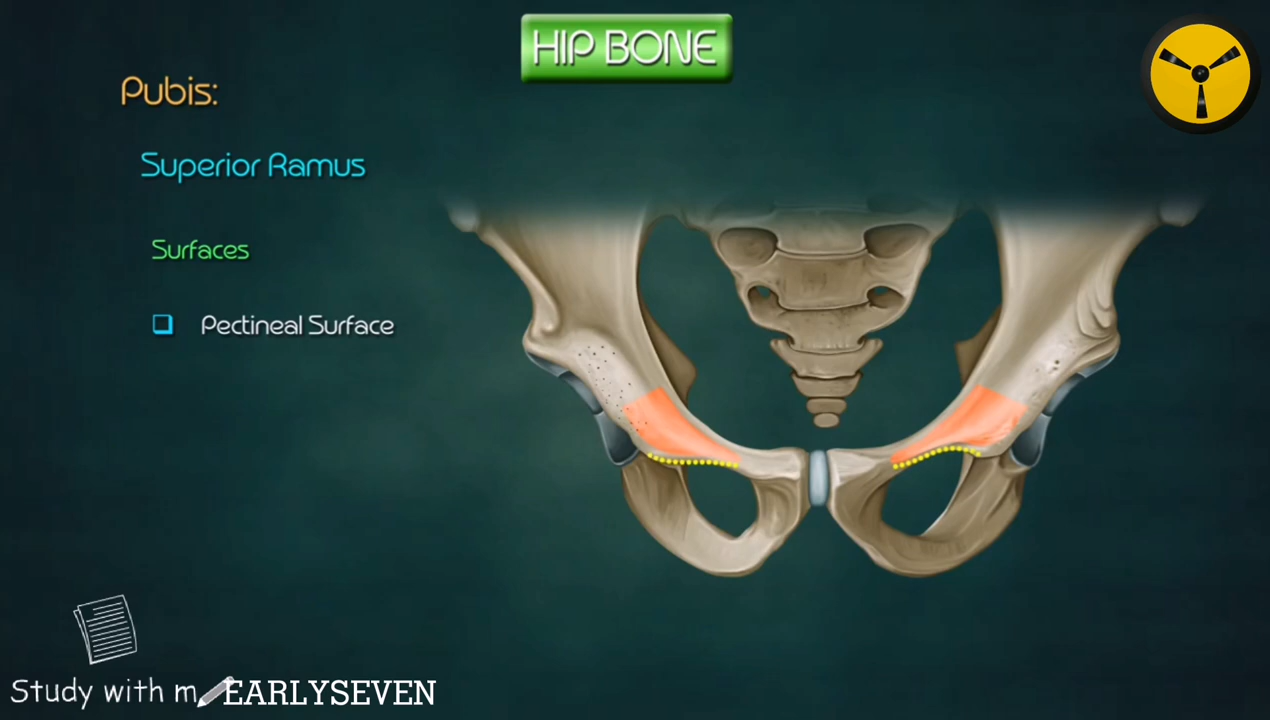 HIP BONE
Pubis:
Superior Ramus
Surfaces
Pectineal Surface
Study with m EARLYSEVEN